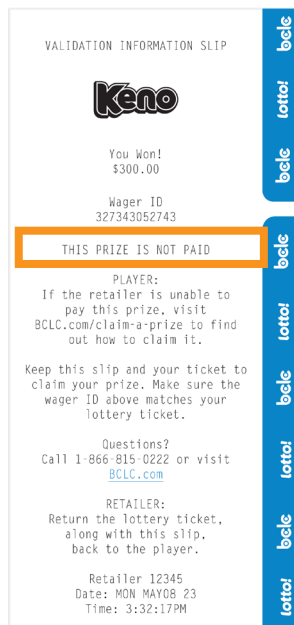 VALIDATION INFORMATION SLIP
Keno
You Won!
$300.00
Wager ID
327343052743
THIS PRIZE IS NOT PAID
PLAYER:
If the retailer is unable to
pay this prize, visit
BCLC.com/claim-a-prize to find
out how to claim it.
Keep this slip and your ticket to
claim your prize. Make sure the
wager ID above matches your
lottery ticket.
Questions?
Call 1-866-815-0222 or visit
BCLC.com
RETAILER:
Return the lottery ticket,
along with this slip,
back to the player.
Retailer 12345
Date: MON MAY08 23
Time: 3:32:17PM
bclc
lotto!
bclc
bclc
lotto!
bclc
lotto!
bclc
lotto!